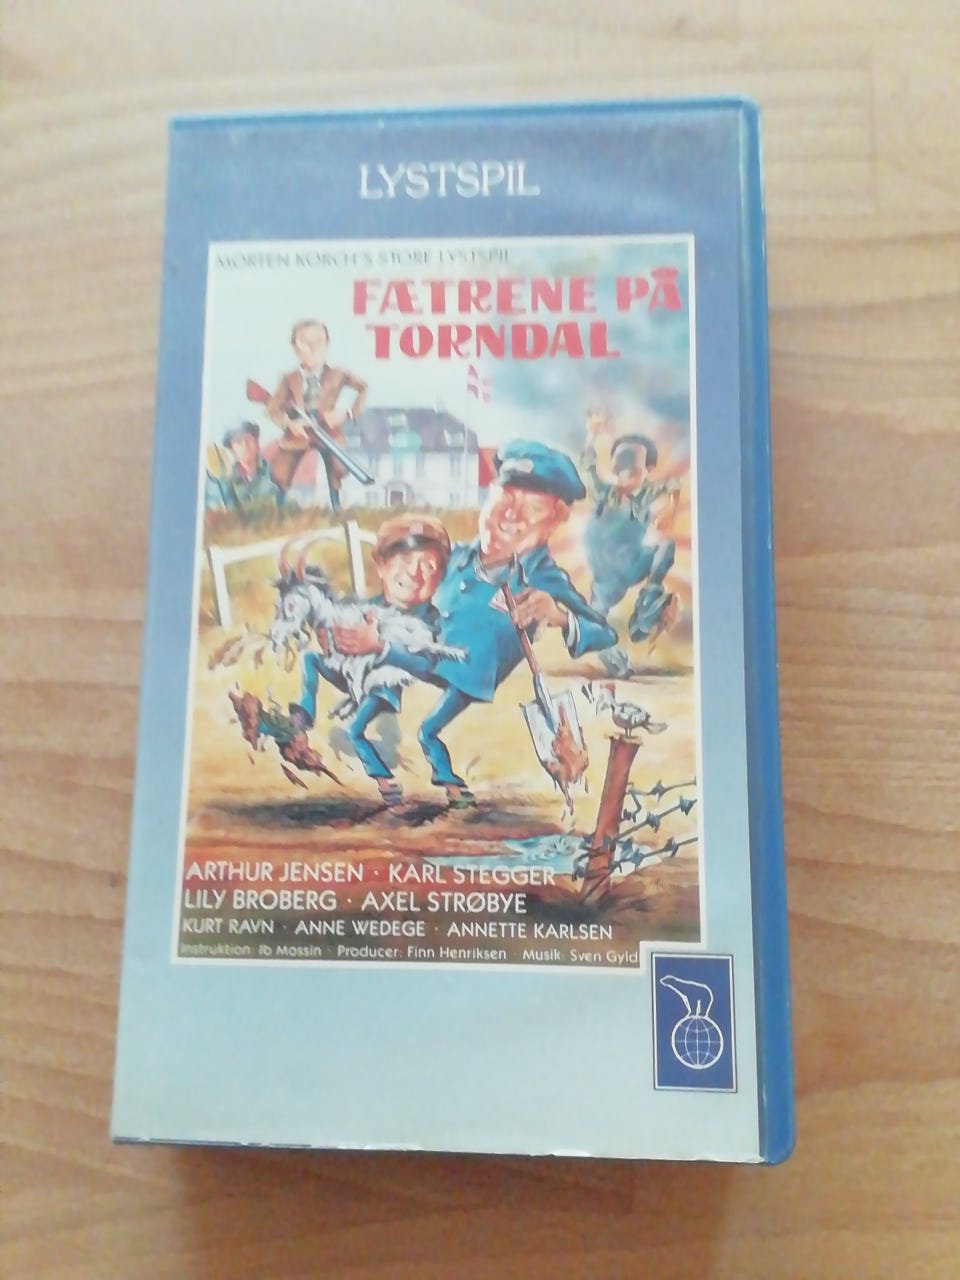 LYSTSPIL
MORTEN KORCH'S STORE LYSTSPIL
FÆTRENE PÅ
TORNDAL
ARTHUR JENSEN · KARL STEGGER
LILY BROBERG · AXEL STRØBYE
KURT RAVN · ANNE WEDEGE · ANNETTE KARLSEN
Instruktion: Ib Mossin · Producer: Finn Henriksen · Musik: Sven Gyld